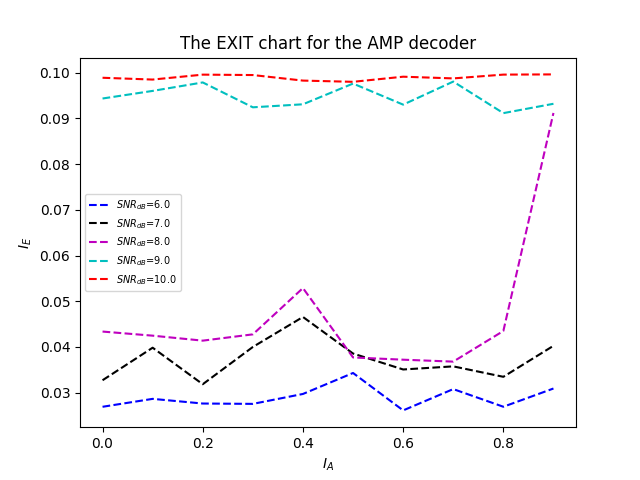 The EXIT chart for the AMP decoder
0.10
0.09
0.08
0.07
0.06
0.05
0.04
0.03
I_E
SNR_dB=6.0
SNR_dB=7.0
SNR_dB=8.0
SNR_dB=9.0
SNR_dB=10.0
0.0 0.2 0.4 0.6 0.8
I_A